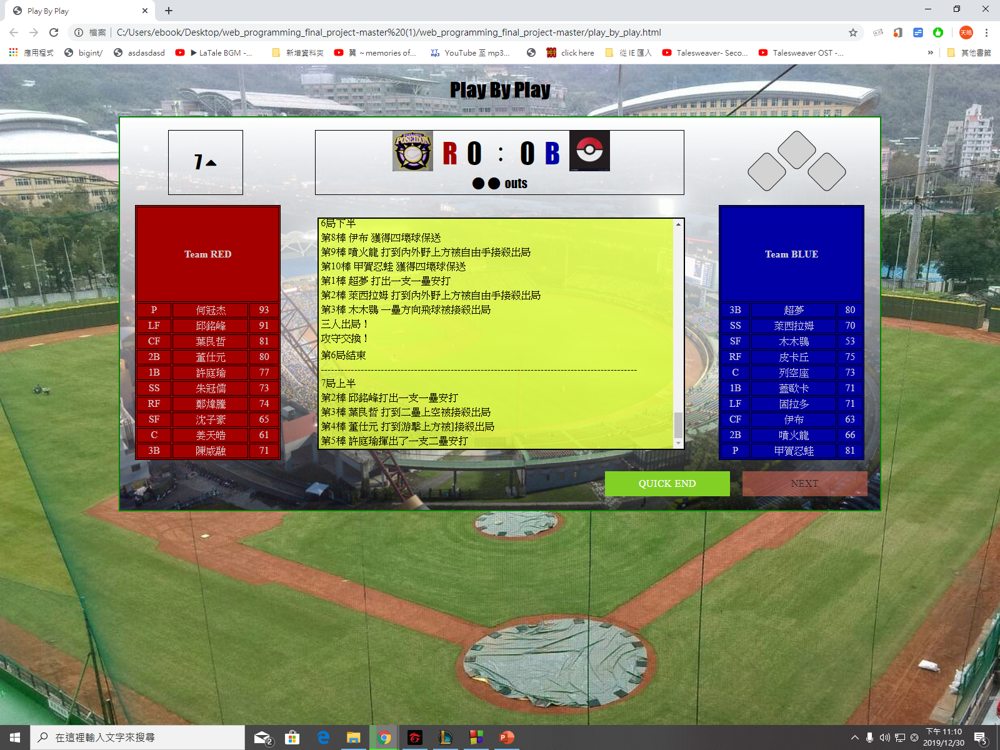 Play By Play
檔案 C:/Users/ebook/Desktop/web_programming_final_project-master%20(1)/web_programming_final_project-master/play_by_play.html 天皓
應用程式 bigint/ asdasdasd ▶ LaTale BGM -... 新增資料夾 翼 ~ memories of... YT mp3 YouTube 至 mp3... click here 從 IE 匯入 Talesweaver- Seco... Talesweaver OST -... » 其他書籤
Play By Play
7▲
POSEIDON
R 0 : 0 B
●● outs
Team RED
P 何冠杰 93
LF 邱銘峰 91
CF 葉良哲 81
2B 董仕元 80
1B 許庭瑜 77
SS 朱冠儒 73
RF 鄭煒騰 74
SF 沈子豪 65
C 姜天皓 61
3B 陳威融 71
6局下半
第8棒 伊布 獲得四壞球保送
第9棒 噴火龍 打到內外野上方被自由手接殺出局
第10棒 甲賀忍蛙 獲得四壞球保送
第1棒 超夢 打出一支一壘安打
第2棒 萊西拉姆 打到內外野上方被自由手接殺出局
第3棒 木木鴞 一壘方向飛球被接殺出局
三人出局！
攻守交換！
第6局結束
-----------------------------------------------------------------------------------------------
7局上半
第2棒 邱銘峰打出一支一壘安打
第3棒 葉良哲 打到二壘上空被接殺出局
第4棒 董仕元 打到游擊上方被]接殺出局
第5棒 許庭瑜揮出了一支二壘安打
Team BLUE
3B 超夢 80
SS 萊西拉姆 70
SF 木木鴞 53
RF 皮卡丘 75
C 列空座 73
1B 蓋歐卡 71
LF 固拉多 71
CF 伊布 63
2B 噴火龍 66
P 甲賀忍蛙 81
QUICK END
NEXT
在這裡輸入文字來搜尋
2
下午 11:10
2019/12/30
5